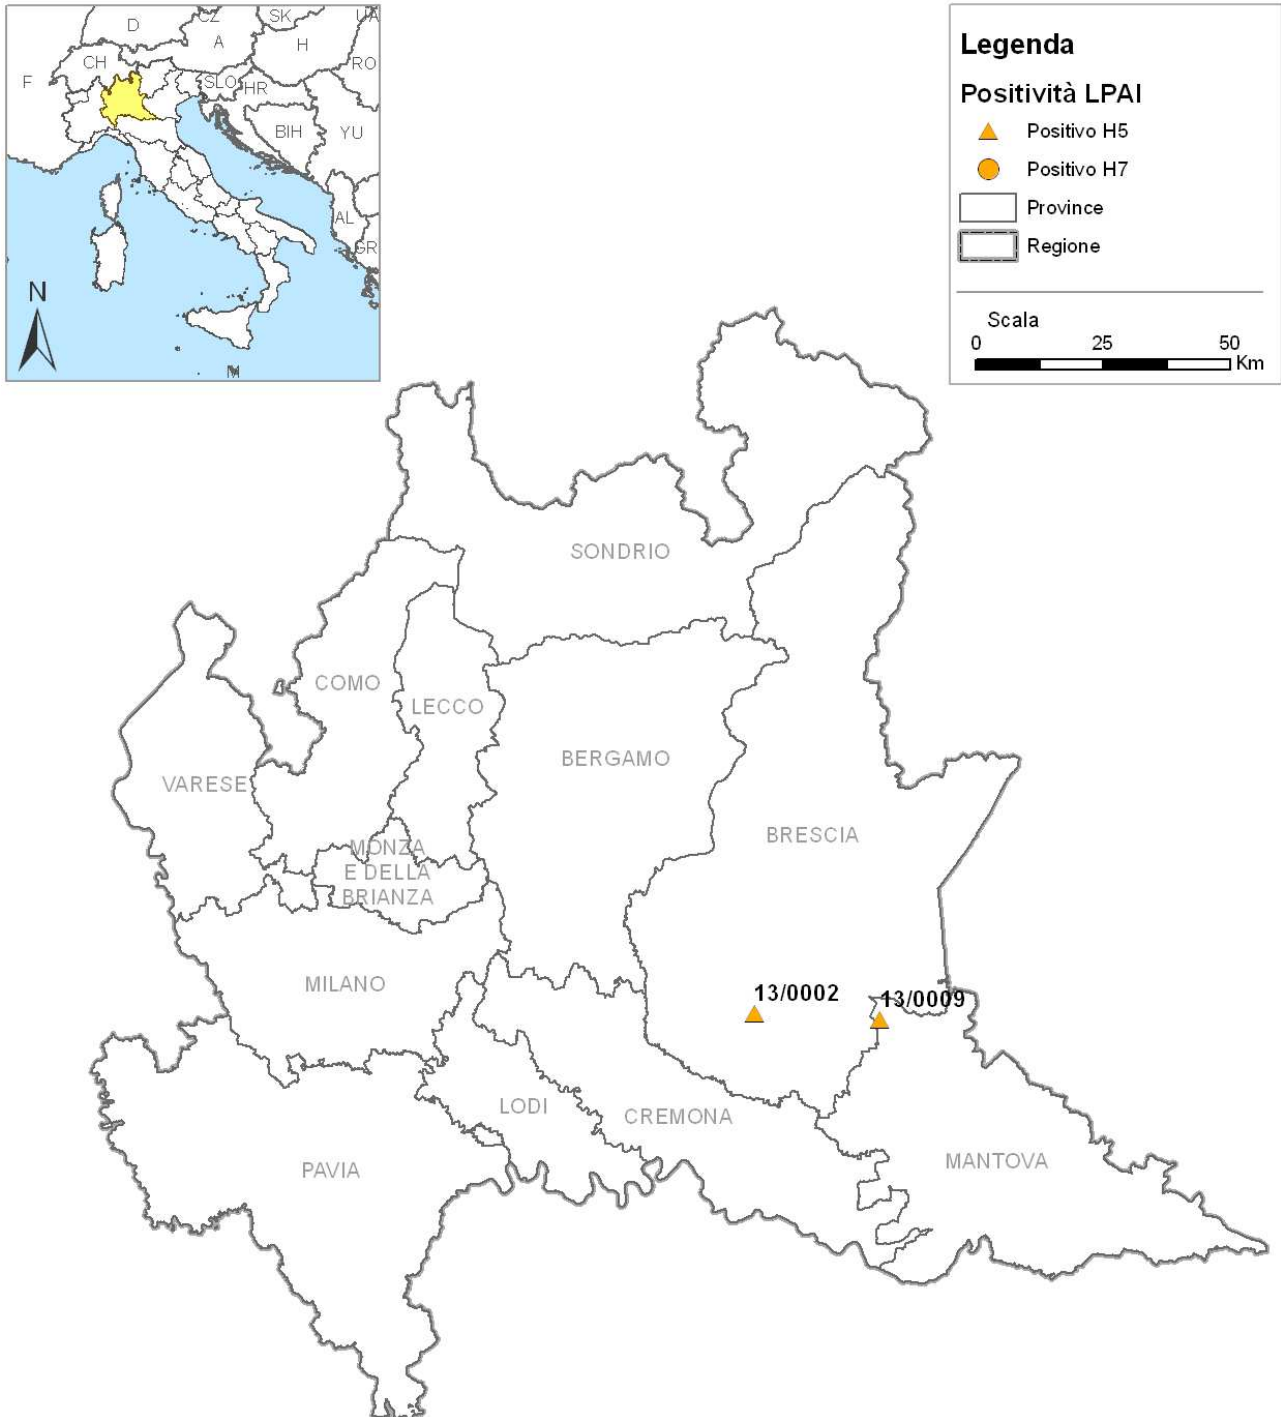 D
CZ
SK
UA
A
H
CH
RO
F
SLO
HR
BIH
YU
AL
GR
N
M
Legenda
Positività LPAI
Positivo H5
Positivo H7
Province
Regione
Scala
0 25 50
Km
SONDRIO
COMO
LECCO
BERGAMO
VARESE
BRESCIA
MONZA
E DELLA
BRIANZA
MILANO
13/0002
13/0009
LODI
CREMONA
PAVIA
MANTOVA